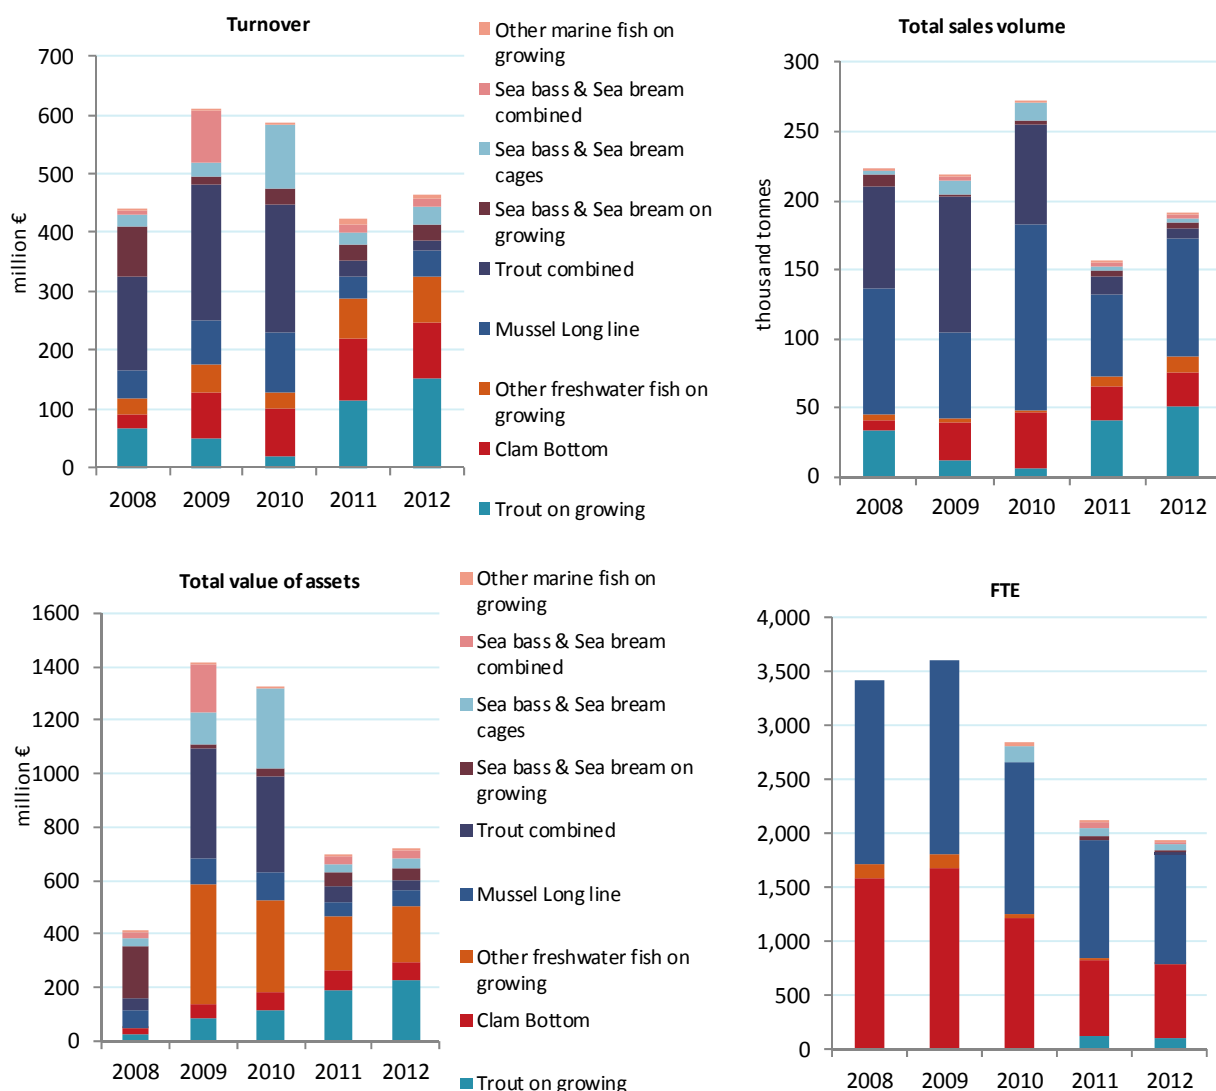 Turnover
700
600
500
400
300
200
100
0
million €
2008 2009 2010 2011 2012
Other marine fish on
growing
Sea bass & Sea bream
combined
Sea bass & Sea bream
cages
Sea bass & Sea bream on
growing
Trout combined
Mussel Long line
Other freshwater fish on
growing
Clam Bottom
Trout on growing
Total sales volume
300
250
200
150
100
50
0
thousand tonnes
2008 2009 2010 2011 2012
Total value of assets
1600
1400
1200
1000
800
600
400
200
0
million €
2008 2009 2010 2011 2012
Other marine fish on
growing
Sea bass & Sea bream
combined
Sea bass & Sea bream
cages
Sea bass & Sea bream on
growing
Trout combined
Mussel Long line
Other freshwater fish on
growing
Clam Bottom
Trout on growing
FTE
4,000
3,500
3,000
2,500
2,000
1,500
1,000
500
0
2008 2009 2010 2011 2012